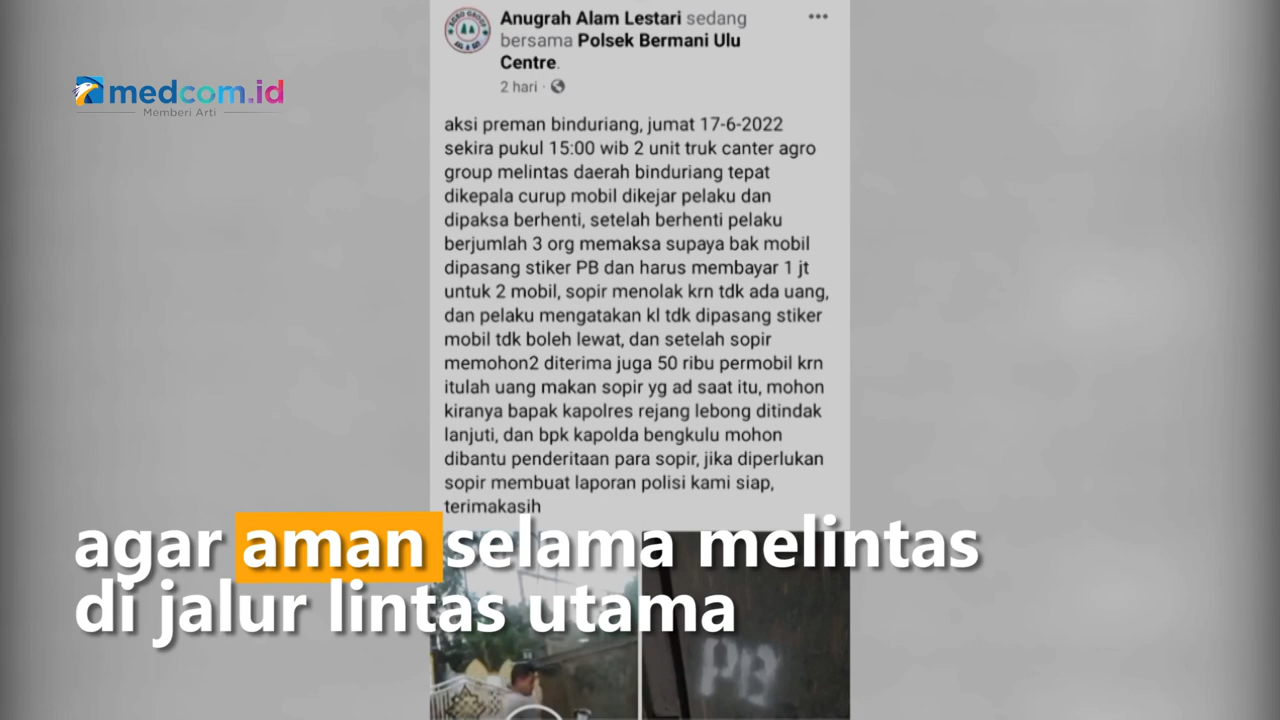 medcom.id
Memberi Arti
Anugrah Alam Lestari sedang
bersama Polsek Bermani Ulu
Centre.
2 hari ·
aksi preman binduriang, jumat 17-6-2022
sekira pukul 15:00 wib 2 unit truk canter agro
group melintas daerah binduriang tepat
dikepala curup mobil dikejar pelaku dan
dipaksa berhenti, setelah berhenti pelaku
berjumlah 3 org memaksa supaya bak mobil
dipasang stiker PB dan harus membayar 1 jt
untuk 2 mobil, sopir menolak krn tdk ada uang,
dan pelaku mengatakan kl tdk dipasang stiker
mobil tdk boleh lewat, dan setelah sopir
memohon2 diterima juga 50 ribu permobil krn
itulah uang makan sopir yg ad saat itu, mohon
kiranya bapak kapolres rejang lebong ditindak
lanjuti, dan bpk kapolda bengkulu mohon
dibantu penderitaan para sopir, jika diperlukan
sopir membuat laporan polisi kami siap,
terimakasih
agar aman selama melintas
di jalur lintas utama
PB